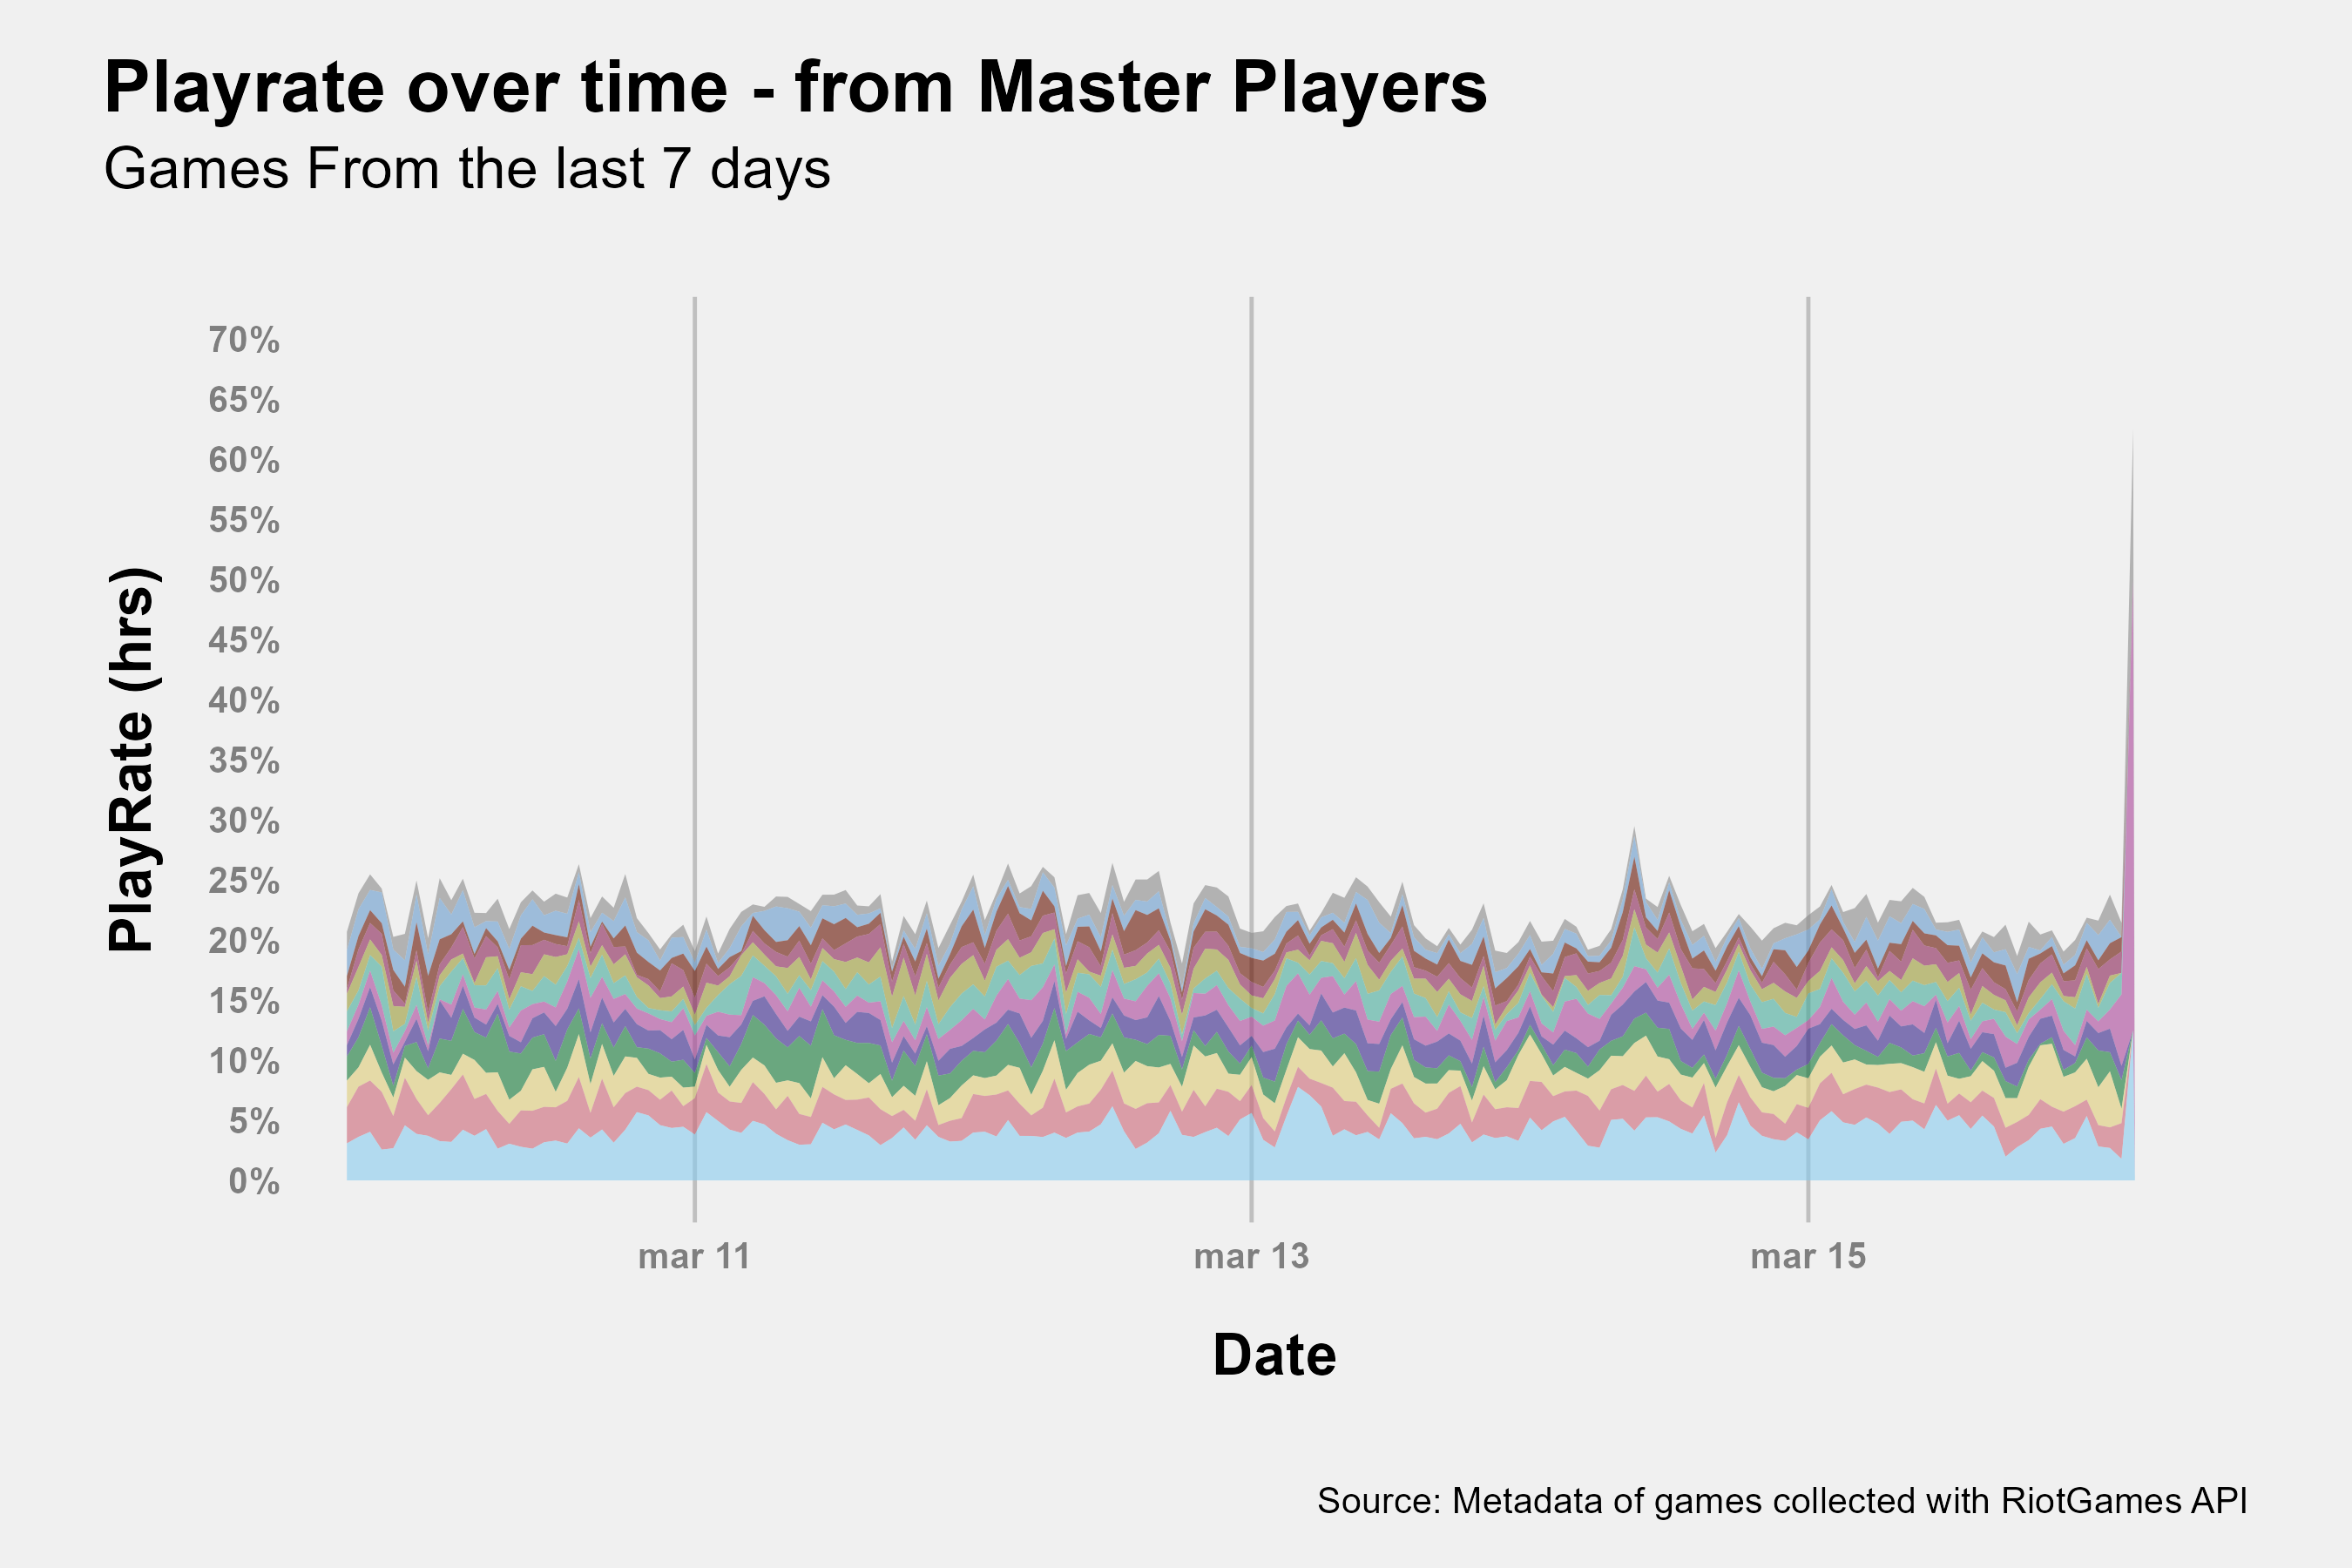 Playrate over time - from Master Players
Games From the last 7 days
PlayRate (hrs)
70%
65%
60%
55%
50%
45%
40%
35%
30%
25%
20%
15%
10%
5%
0%
mar 11
mar 13
mar 15
Date
Source: Metadata of games collected with RiotGames API